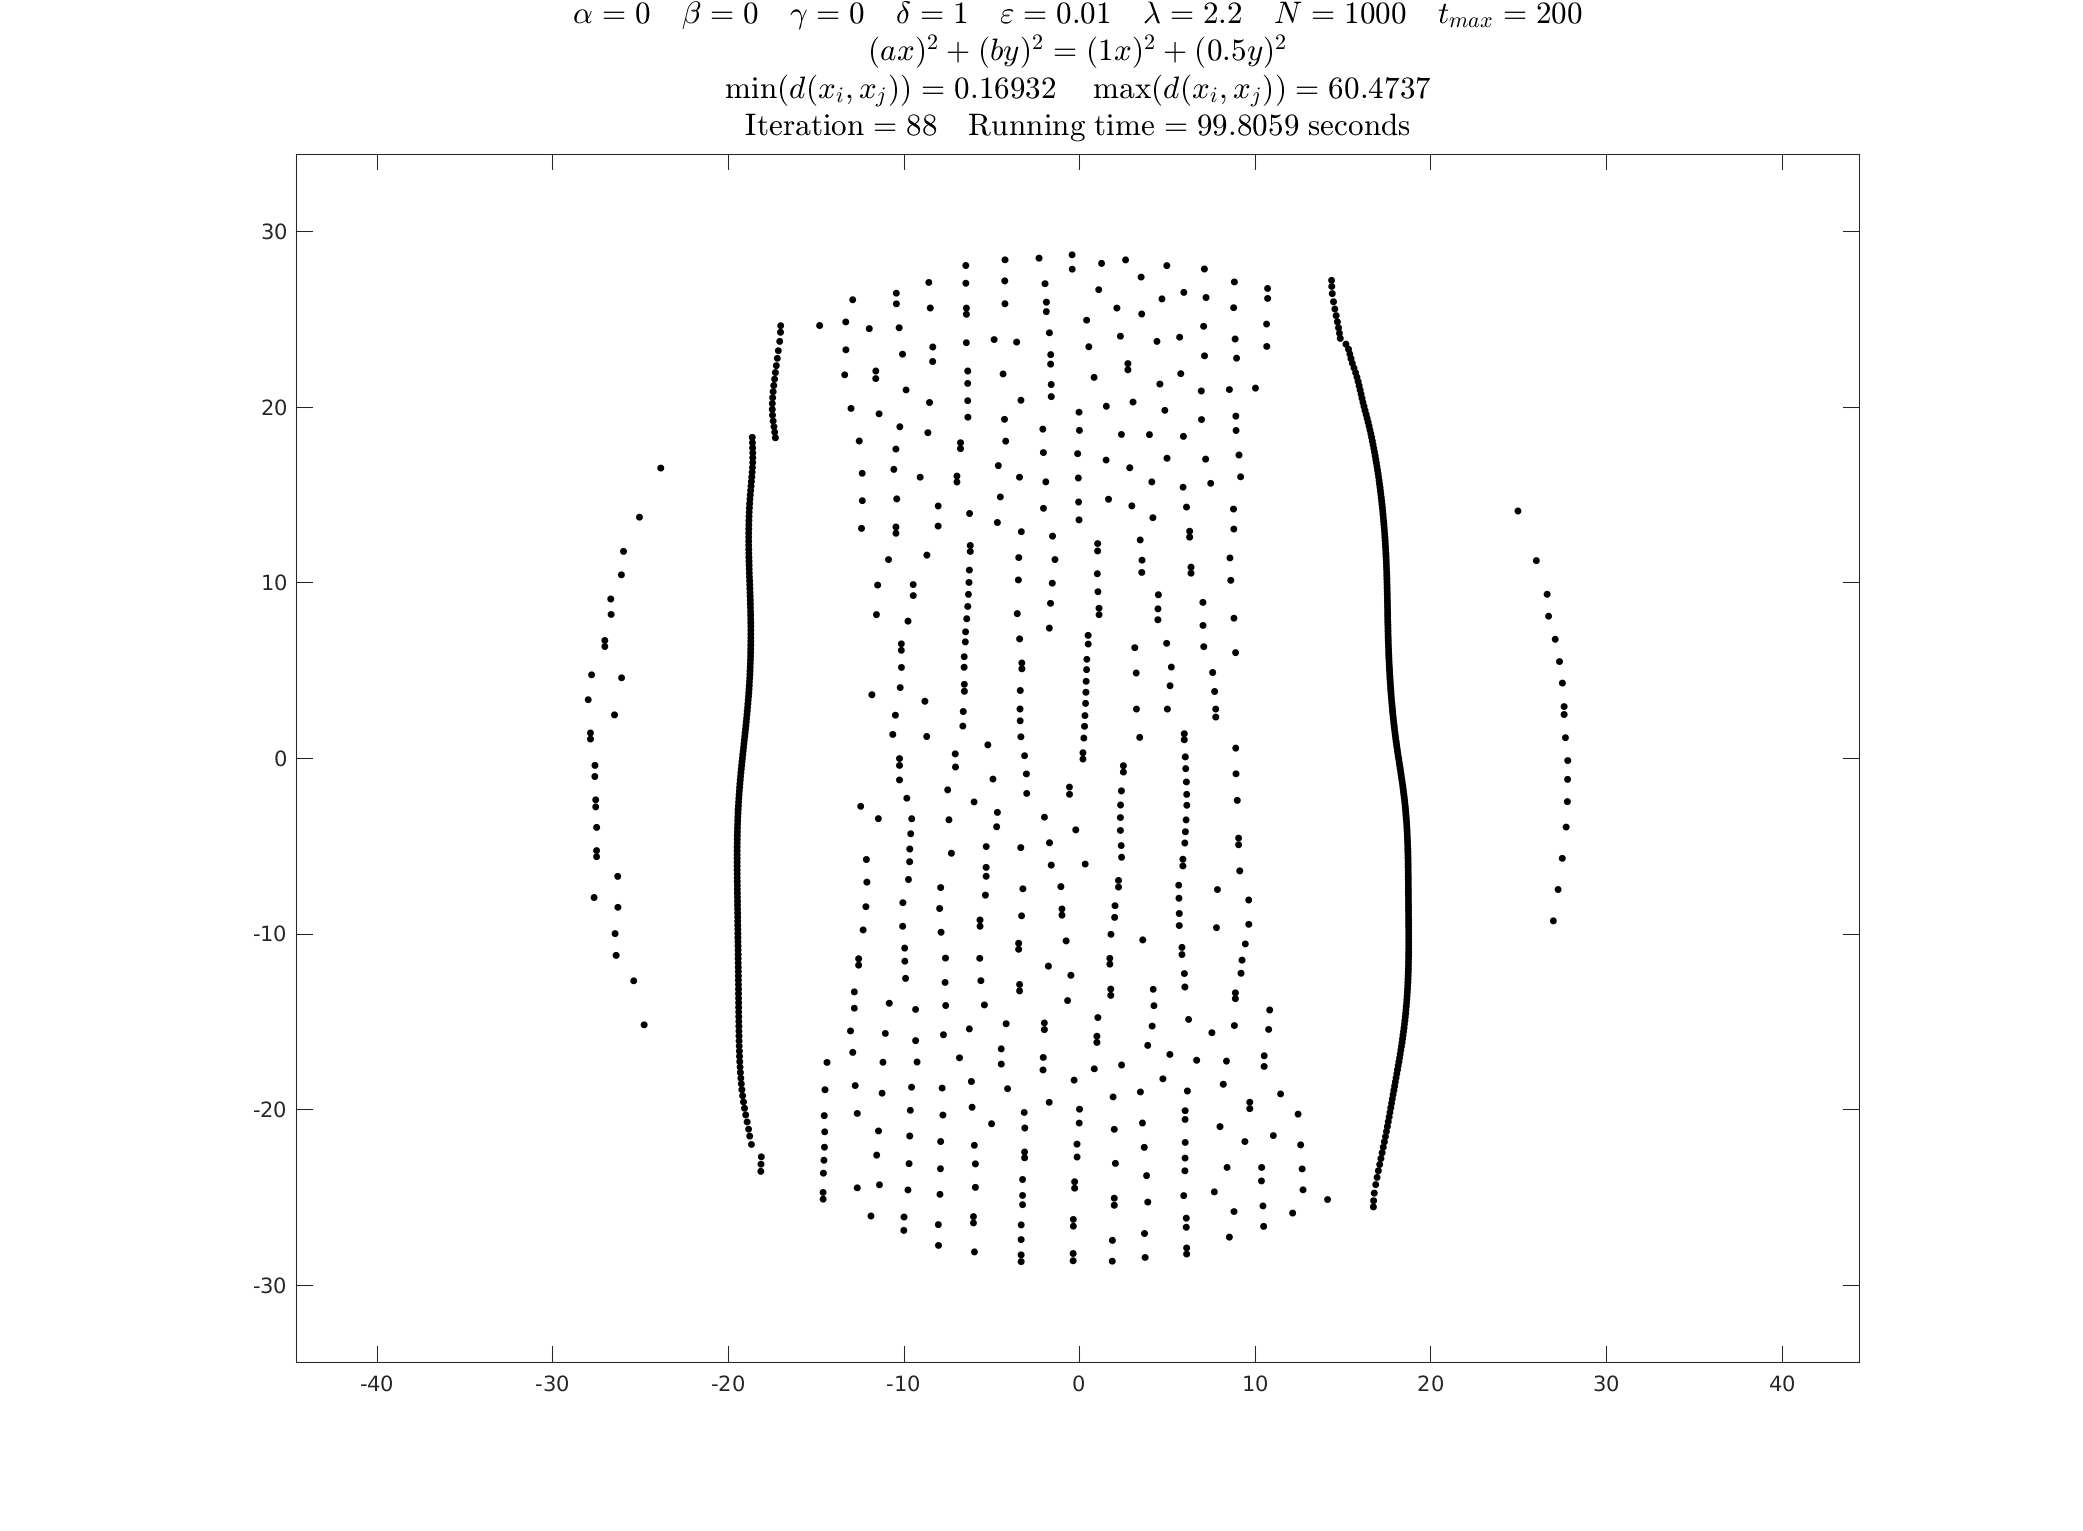 α = 0 β = 0 γ = 0 δ = 1 ε = 0.01 λ = 2.2 N = 1000 t_max = 200
(ax)² + (by)² = (1x)² + (0.5y)²
min(d(x_i, x_j)) = 0.16932 max(d(x_i, x_j)) = 60.4737
Iteration = 88 Running time = 99.8059 seconds
30
20
10
0
-10
-20
-30
-40 -30 -20 -10 0 10 20 30 40